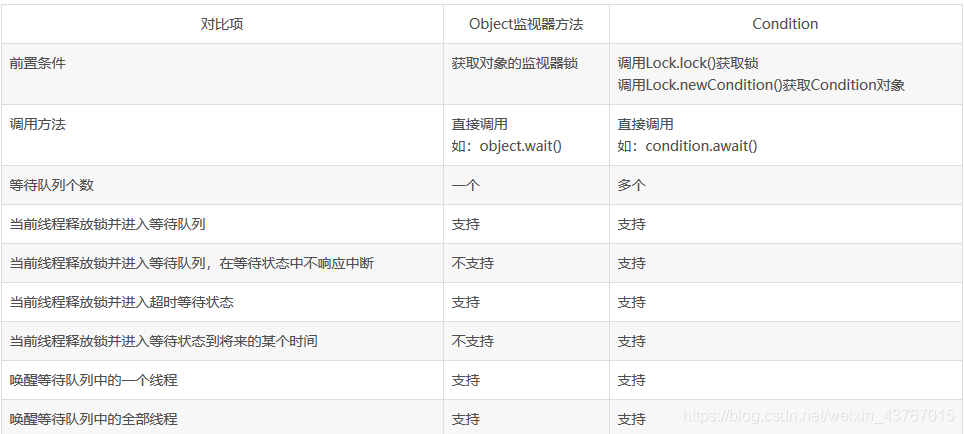 对比项 Object监视器方法 Condition
前置条件 获取对象的监视器锁 调用Lock.lock()获取锁
调用Lock.newCondition()获取Condition对象
调用方法 直接调用 直接调用
如：object.wait() 如：condition.await()
等待队列个数 一个 多个
当前线程释放锁并进入等待队列 支持 支持
当前线程释放锁并进入等待队列，在等待状态中不响应中断 不支持 支持
当前线程释放锁并进入超时等待状态 支持 支持
当前线程释放锁并进入等待状态到将来的某个时间 不支持 支持
唤醒等待队列中的一个线程 支持 支持
唤醒等待队列中的全部线程 支持 支持
https://blog.csdn.net/weixin_43767015